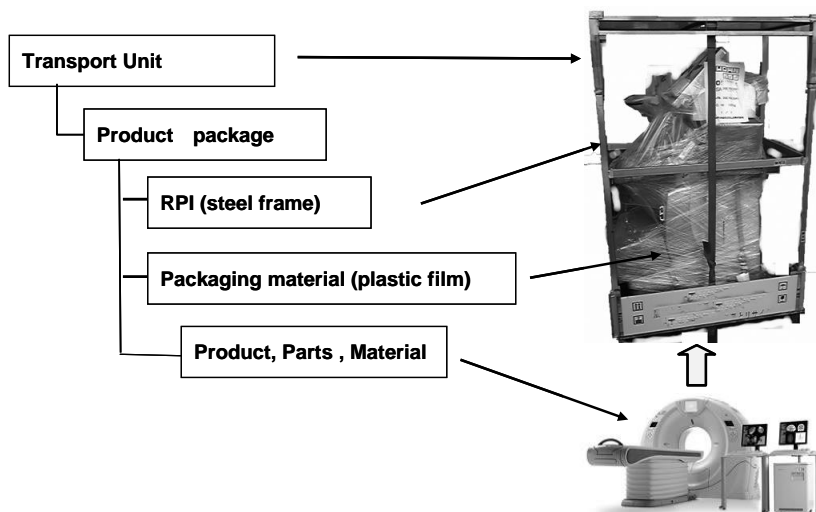 Transport Unit
Product package
RPI (steel frame)
Packaging material (plastic film)
Product, Parts , Material